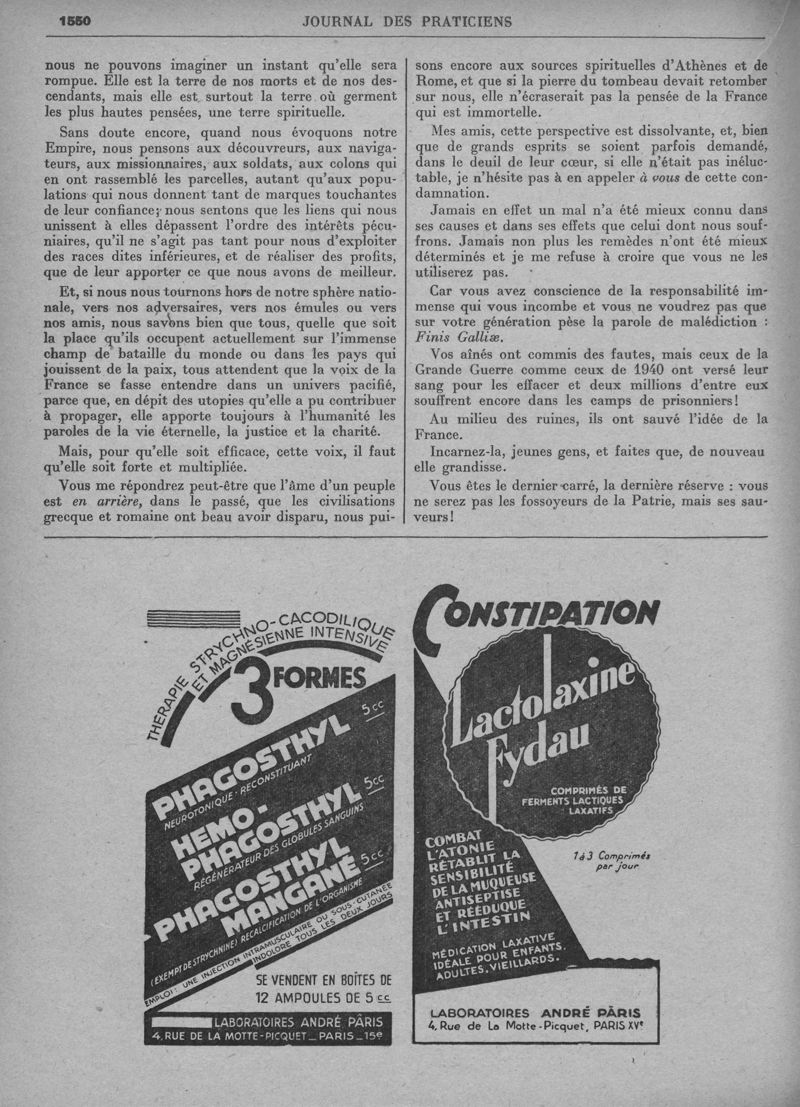 1550
JOURNAL DES PRATICIENS
nous ne pouvons imaginer un instant qu'elle sera
rompue. Elle est la terre de nos morts et de nos des-
cendants, mais elle est surtout la terre où germent
les plus hautes pensées, une terre spirituelle.
Sans doute encore, quand nous évoquons notre
Empire, nous pensons aux découvreurs, aux naviga-
teurs, aux missionnaires, aux soldats, aux colons qui
en ont rassemblé les parcelles, autant qu'aux popu-
lations qui nous donnent tant de marques touchantes
de leur confiance; nous sentons que les liens qui nous
unissent à elles dépassent l'ordre des intérêts pécu-
niaires, qu'il ne s'agit pas tant pour nous d'exploiter
des races dites inférieures, et de réaliser des profits,
que de leur apporter ce que nous avons de meilleur.
Et, si nous nous tournons hors de notre sphère natio-
nale, vers nos adversaires, vers nos émules ou vers
nos amis, nous savons bien que tous, quelle que soit
la place qu'ils occupent actuellement sur l'immense
champ de bataille du monde ou dans les pays qui
jouissent de la paix, tous attendent que la voix de la
France se fasse entendre dans un univers pacifié,
parce que, en dépit des utopies qu'elle a pu contribuer
à propager, elle apporte toujours à l'humanité les
paroles de la vie éternelle, la justice et la charité.
Mais, pour qu'elle soit efficace, cette voix, il faut
qu'elle soit forte et multipliée.
Vous me répondrez peut-être que l'âme d'un peuple
est en arrière, dans le passé, que les civilisations
grecque et romaine ont beau avoir disparu, nous pui-
sons encore aux sources spirituelles d'Athènes et de
Rome, et que si la pierre du tombeau devait retomber
sur nous, elle n'écraserait pas la pensée de la France
qui est immortelle.
Mes amis, cette perspective est dissolvante, et, bien
que de grands esprits se soient parfois demandé,
dans le deuil de leur cœur, si elle n'était pas inéluc-
table, je n'hésite pas à en appeler à vous de cette con-
damnation.
Jamais en effet un mal n'a été mieux connu dans
ses causes et dans ses effets que celui dont nous souf-
frons. Jamais non plus les remèdes n'ont été mieux
déterminés et je me refuse à croire que vous ne les
utiliserez pas.
Car vous avez conscience de la responsabilité im-
mense qui vous incombe et vous ne voudrez pas que
sur votre génération pèse la parole de malédiction :
Finis Galliæ.
Vos aînés ont commis des fautes, mais ceux de la
Grande Guerre comme ceux de 1940 ont versé leur
sang pour les effacer et deux millions d'entre eux
souffrent encore dans les camps de prisonniers!
Au milieu des ruines, ils ont sauvé l'idée de la
France.
Incarnez-la, jeunes gens, et faites que, de nouveau
elle grandisse.
Vous êtes le dernier carré, la dernière réserve : vous
ne serez pas les fossoyeurs de la Patrie, mais ses sau-
veurs!
THÉRAPIE STRYCHNO-CACODILIQUE
ET MAGNÉSIENNE INTENSIVE
3 FORMES
PHAGOSTHYL 5cc
NEUROTONIQUE - RECONSTITUANT
HEMO-
PHAGOSTHYL 5cc
RÉGÉNÉRATEUR DES GLOBULES SANGUINS
PHAGOSTHYL
MANGANÉ 5cc
(EXEMPT DE STRYCHNINE) RECALCIFICATION DE L'ORGANISME
EMPLOI : UNE INJECTION INTRAMUSCULAIRE OU SOUS-CUTANÉE
INDOLORE TOUS LES DEUX JOURS
SE VENDENT EN BOÎTES DE
12 AMPOULES DE 5 cc
LABORATOIRES ANDRÉ PÂRIS
4, RUE DE LA MOTTE-PICQUET _ PARIS _ 15e
CONSTIPATION
Lactolaxine
Fydau
COMPRIMÉS DE
FERMENTS LACTIQUES
LAXATIFS
COMBAT
L'ATONIE
RÉTABLIT LA
SENSIBILITÉ
DE LA MUQUEUSE
ANTISEPTISE
ET RÉÉDUQUE
L'INTESTIN
1 à 3 Comprimés
par jour
MÉDICATION LAXATIVE
IDÉALE POUR ENFANTS,
ADULTES, VIEILLARDS.
LABORATOIRES ANDRÉ PÂRIS
4, Rue de La Motte-Picquet, PARIS XVe